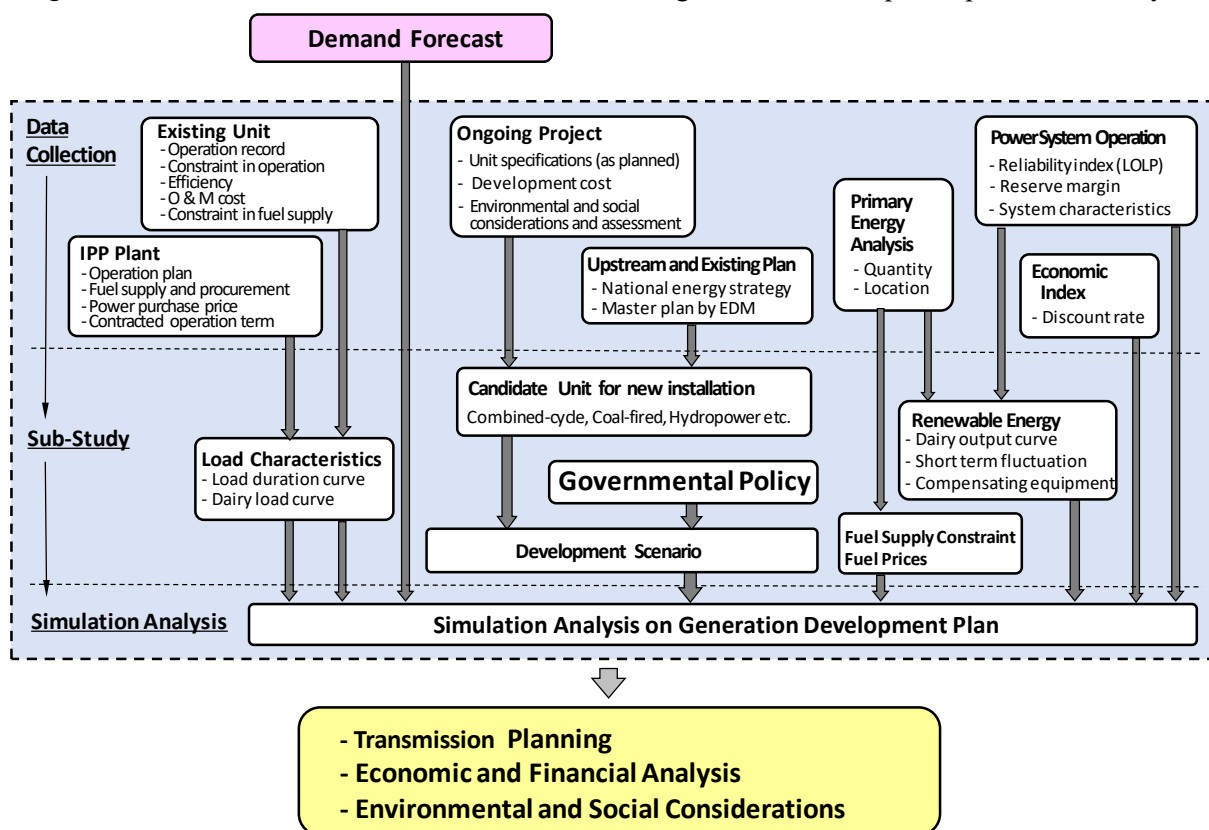 Demand Forecast
Data
Collection
Existing Unit
- Operation record
- Constraint in operation
- Efficiency
- O & M cost
- Constraint in fuel supply
IPP Plant
- Operation plan
- Fuel supply and procurement
- Power purchase price
- Contracted operation term
Ongoing Project
- Unit specifications (as planned)
- Development cost
- Environmental and social
considerations and assessment
Upstream and Existing Plan
- National energy strategy
- Master plan by EDM
Primary
Energy
Analysis
- Quantity
- Location
Power System Operation
- Reliability index (LOLP)
- Reserve margin
- System characteristics
Economic
Index
- Discount rate
Sub-Study
Load Characteristics
- Load duration curve
- Dairy load curve
Candidate Unit for new installation
Combined-cycle, Coal-fired, Hydropower etc.
Governmental Policy
Development Scenario
Renewable Energy
- Dairy output curve
- Short term fluctuation
- Compensating equipment
Fuel Supply Constraint
Fuel Prices
Simulation Analysis
Simulation Analysis on Generation Development Plan
- Transmission Planning
- Economic and Financial Analysis
- Environmental and Social Considerations